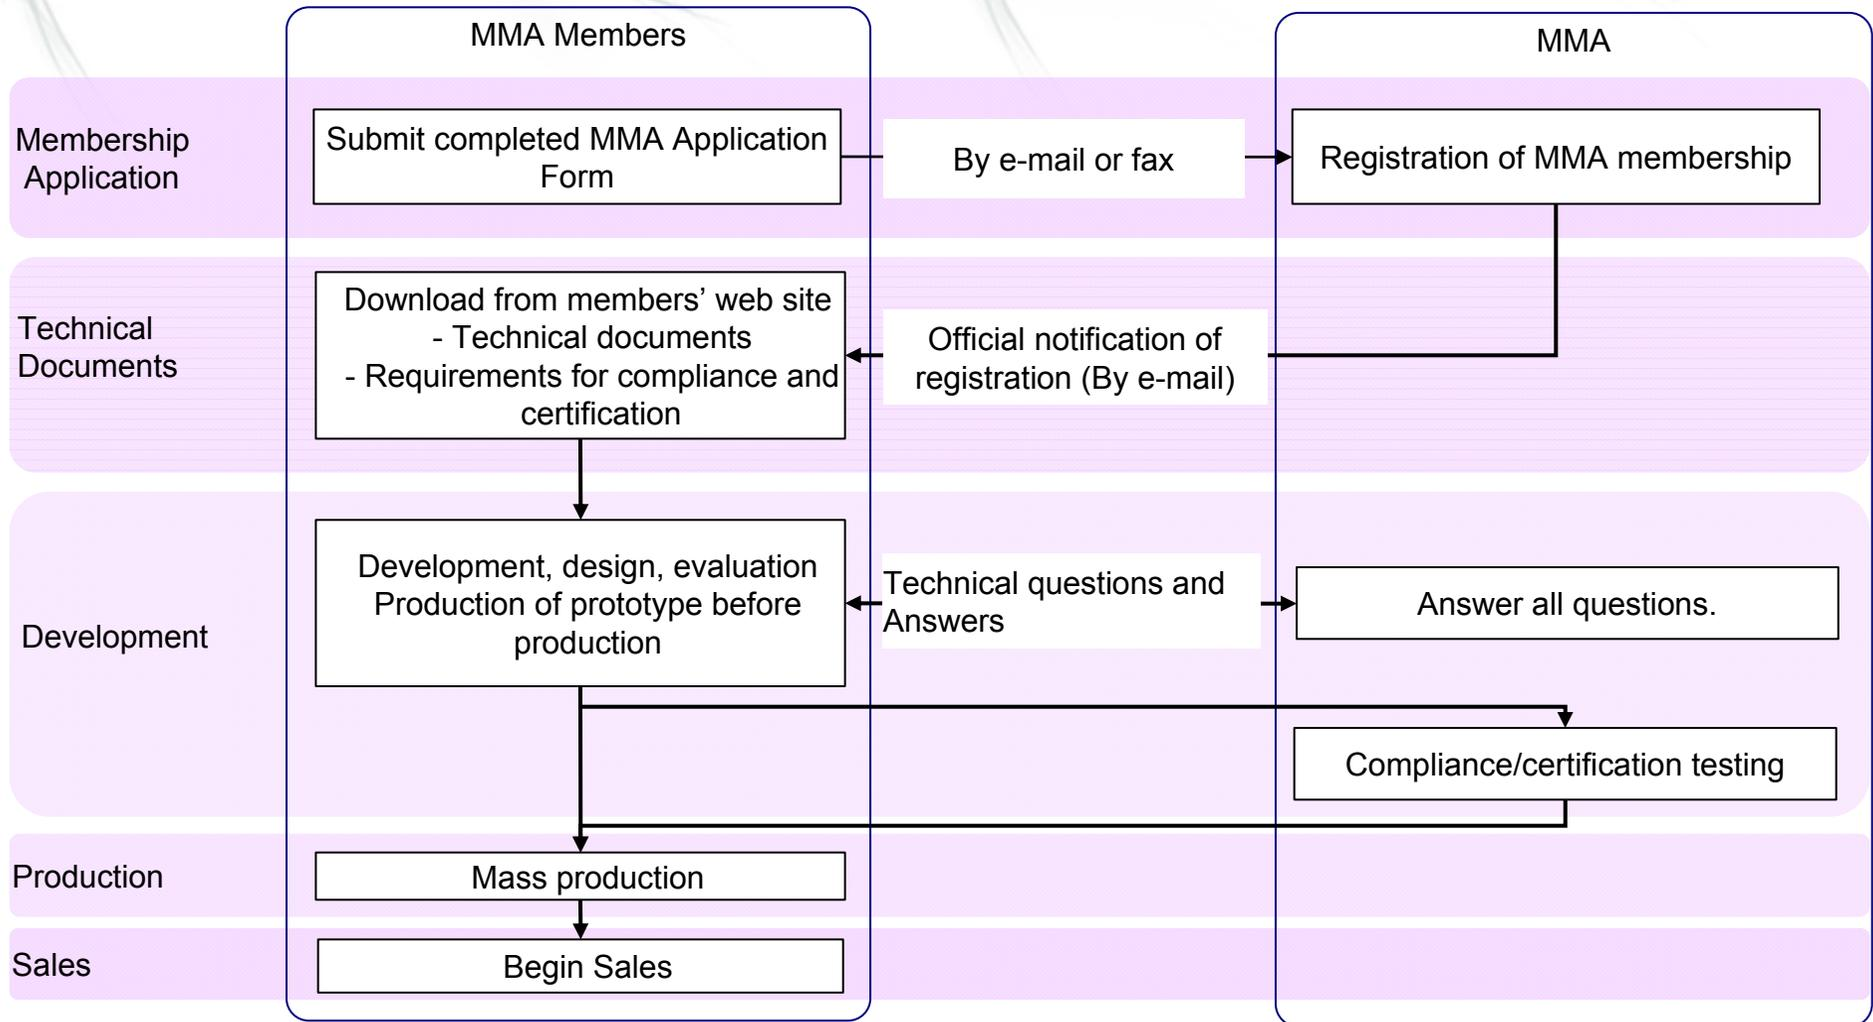 MMA Members
MMA
Membership
Application
Submit completed MMA Application
Form
By e-mail or fax
Registration of MMA membership
Technical
Documents
Download from members’ web site
- Technical documents
- Requirements for compliance and
certification
Official notification of
registration (By e-mail)
Development
Development, design, evaluation
Production of prototype before
production
Technical questions and
Answers
Answer all questions.
Compliance/certification testing
Production
Mass production
Sales
Begin Sales